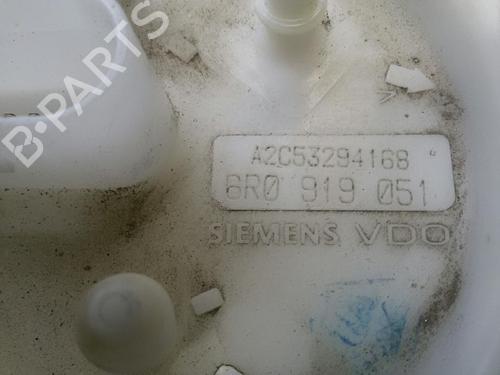 B-PARTS
A2C53294168
6R0 919 051
SIEMENS VDO